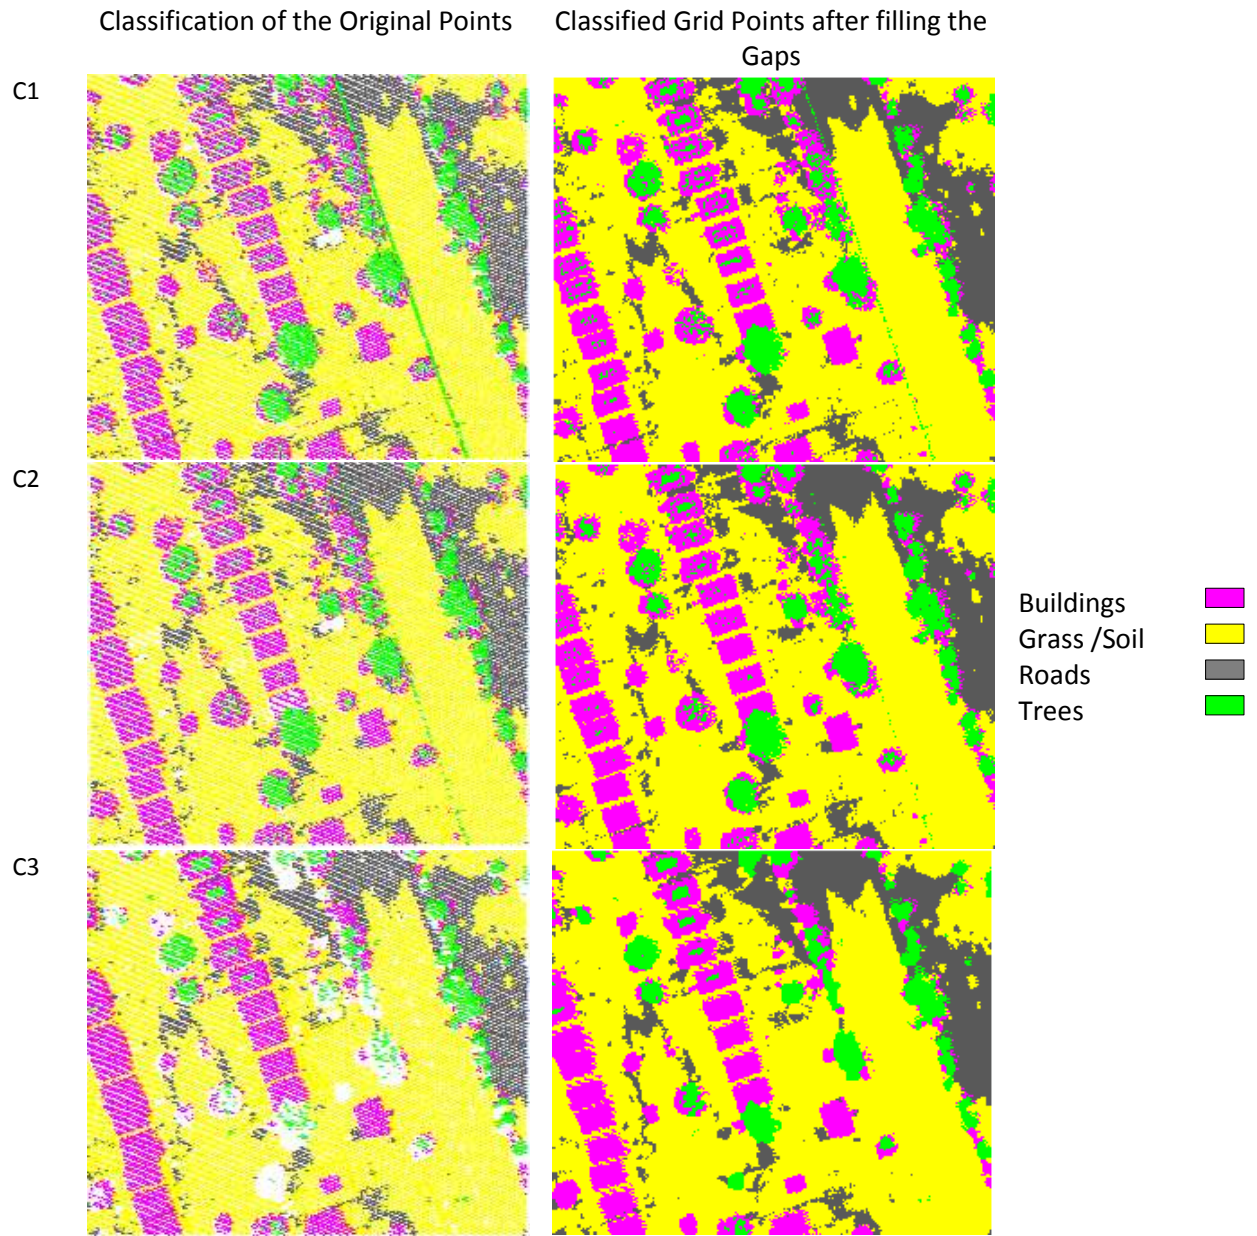 Classification of the Original Points
Classified Grid Points after filling the
Gaps
C1
C2
Buildings
Grass /Soil
Roads
Trees
C3